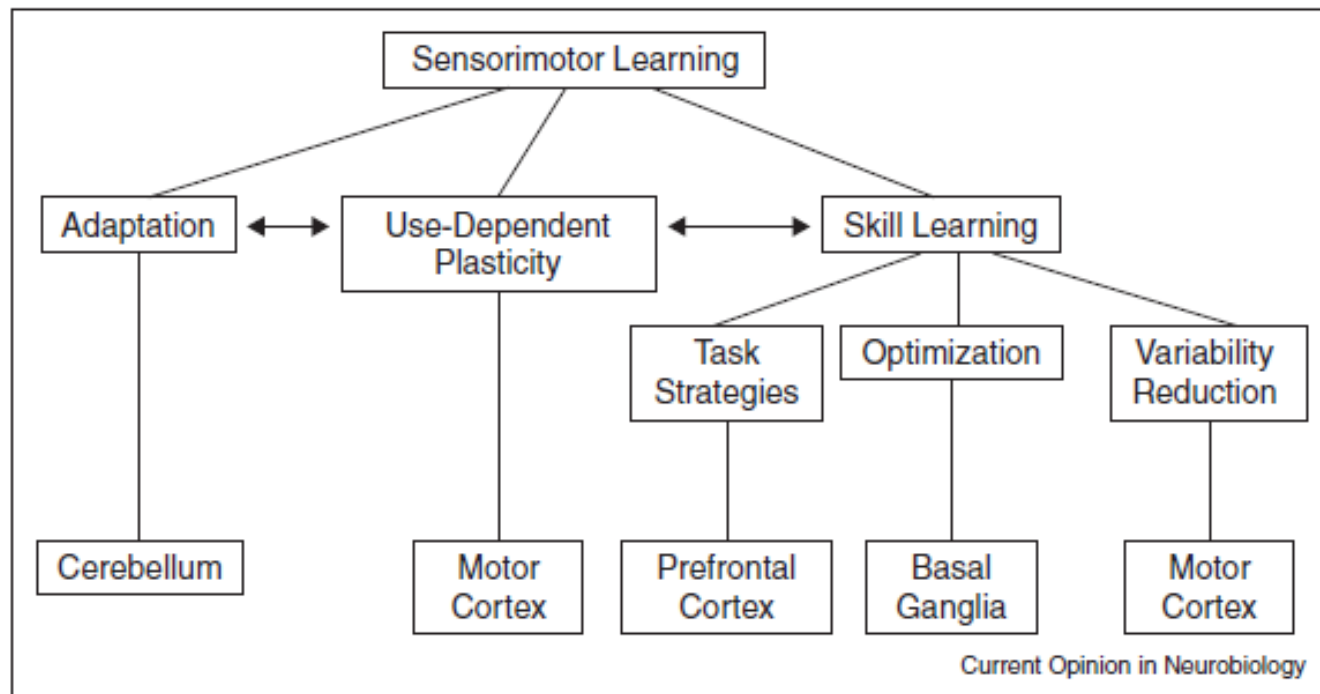 Sensorimotor Learning
Adaptation
Use-Dependent
Plasticity
Skill Learning
Task
Strategies
Optimization
Variability
Reduction
Cerebellum
Motor
Cortex
Prefrontal
Cortex
Basal
Ganglia
Motor
Cortex
Current Opinion in Neurobiology